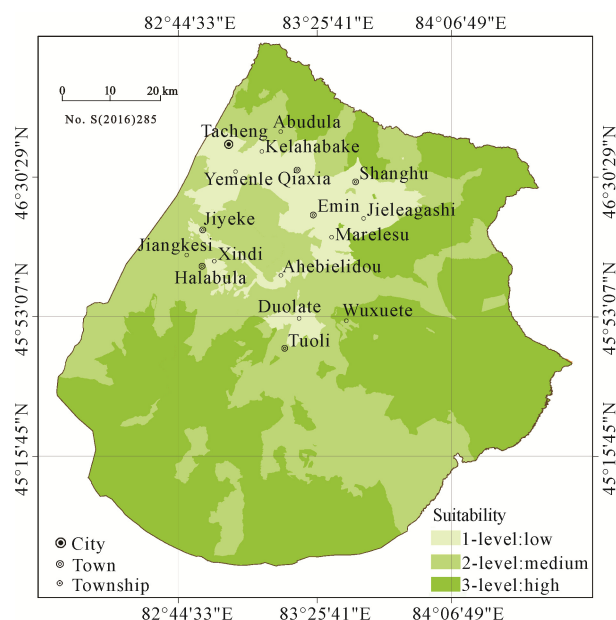 82°44'33"E 83°25'41"E 84°06'49"E
0 10 20 km
No. S(2016)285
Abudula
Tacheng
Kelahabake
46°30'29"N
46°30'29"N
Yemenle
Qiaxia
Shanghu
Emin
Jieleagashi
Jiyeke
Marelesu
Jiangkesi
Xindi
Halabula
Ahebielidou
45°53'07"N
45°53'07"N
Duolate
Wuxuete
Tuoli
45°15'45"N
45°15'45"N
Suitability
1-level:low
2-level:medium
3-level:high
City
Town
Township
82°44'33"E 83°25'41"E 84°06'49"E